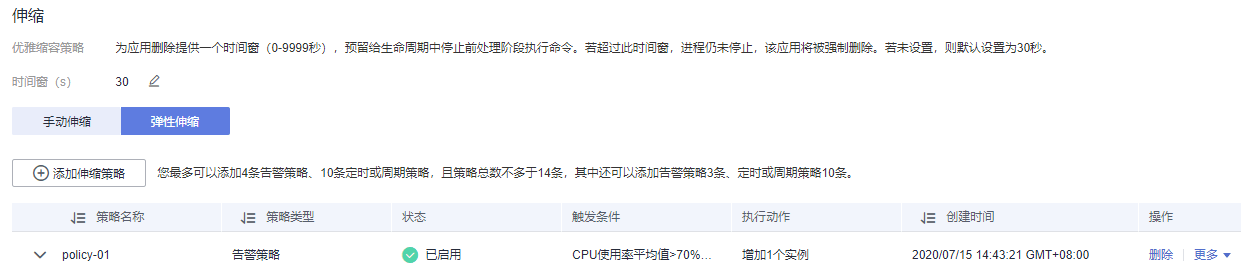 伸缩
优雅缩容策略 为应用删除提供一个时间窗（0-9999秒），预留给生命周期中停止前处理阶段执行命令。若超过此时间窗，进程仍未停止，该应用将被强制删除。若未设置，则默认设置为30秒。
时间窗（s） 30
手动伸缩 弹性伸缩
添加伸缩策略 您最多可以添加4条告警策略、10条定时或周期策略，且策略总数不多于14条，其中还可以添加告警策略3条、定时或周期策略10条。
策略名称 策略类型 状态 触发条件 执行动作 创建时间 操作
policy-01 告警策略 已启用 CPU使用率平均值>70%... 增加1个实例 2020/07/15 14:43:21 GMT+08:00 删除 更多